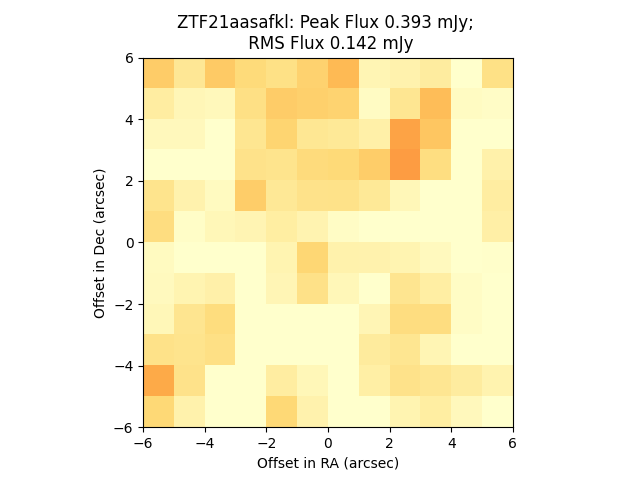 ZTF21aasafkl: Peak Flux 0.393 mJy;
RMS Flux 0.142 mJy
6
4
2
0
−2
−4
−6
Offset in Dec (arcsec)
−6 −4 −2 0 2 4 6
Offset in RA (arcsec)